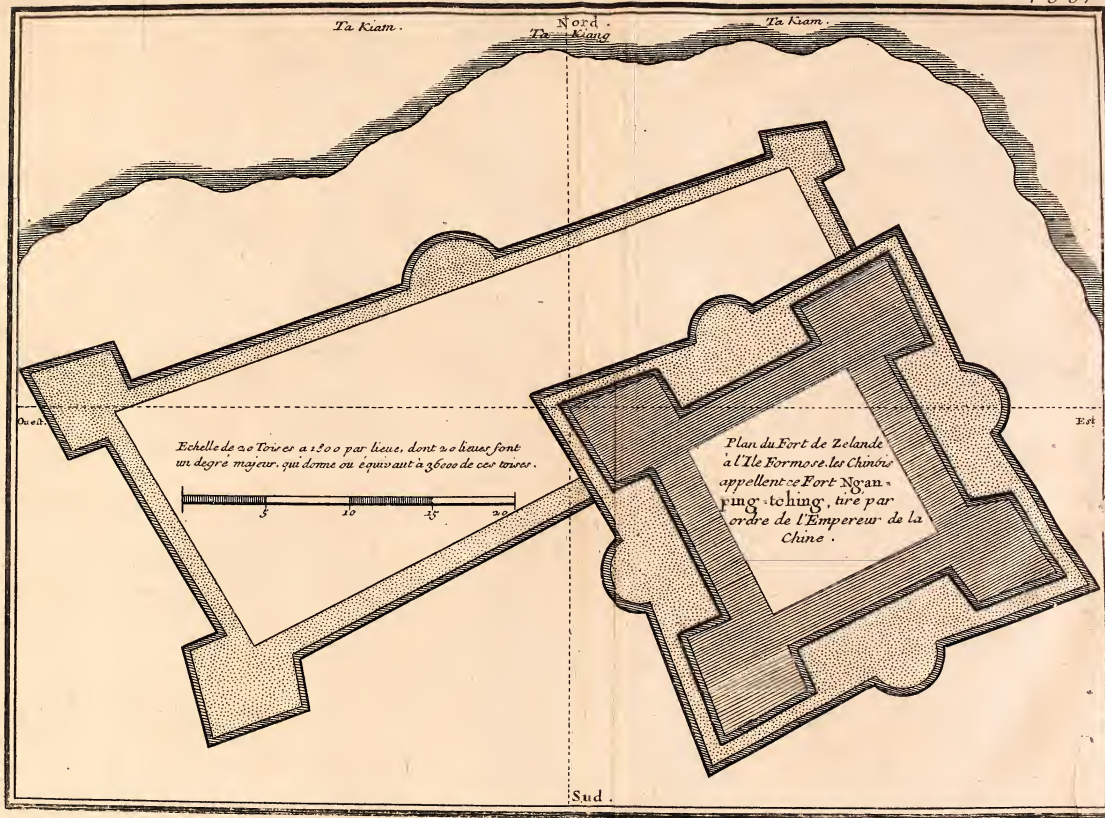 Ta Kiam.
Nord.
Ta Kiang
Ta Kiam.
Ouest.
Est
Echelle de 20 Toises a 1800 par lieue, dont 20 lieues font
un degré majeur, qui donne ou équivaut à 36000 de ces toises.
5 10 15 20
Plan du Fort de Zelande
à l'Ile Formose. les Chinois
appellent ce Fort Ngan=
ping=tching, tiré par
ordre de l'Empereur de la
Chine.
Sud.